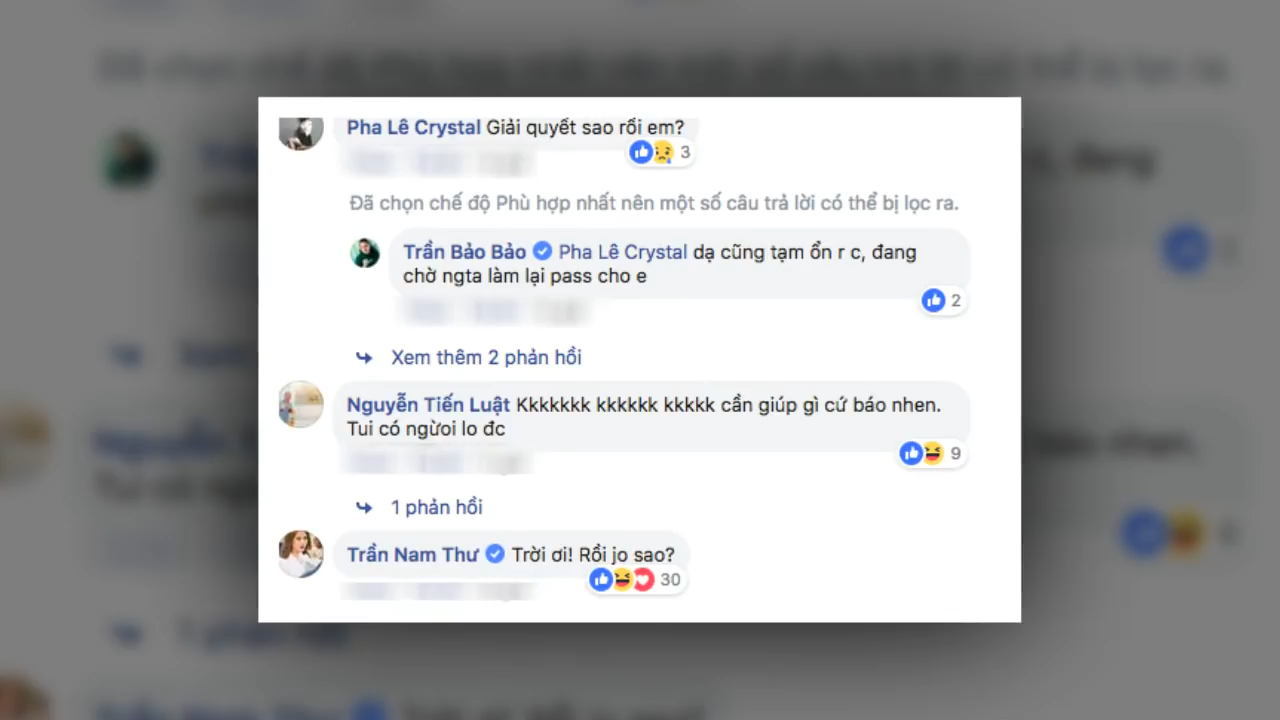 Pha Lê Crystal Giải quyết sao rồi em?
3
Đã chọn chế độ Phù hợp nhất nên một số câu trả lời có thể bị lọc ra.
Trần Bảo Bảo Pha Lê Crystal dạ cũng tạm ổn r c, đang
chờ ngta làm lại pass cho e
2
Xem thêm 2 phản hồi
Nguyễn Tiến Luật Kkkkkkk kkkkkk kkkkk cần giúp gì cứ báo nhen.
Tui có ngừoi lo đc
9
1 phản hồi
Trần Nam Thư Trời ơi! Rồi jo sao?
30